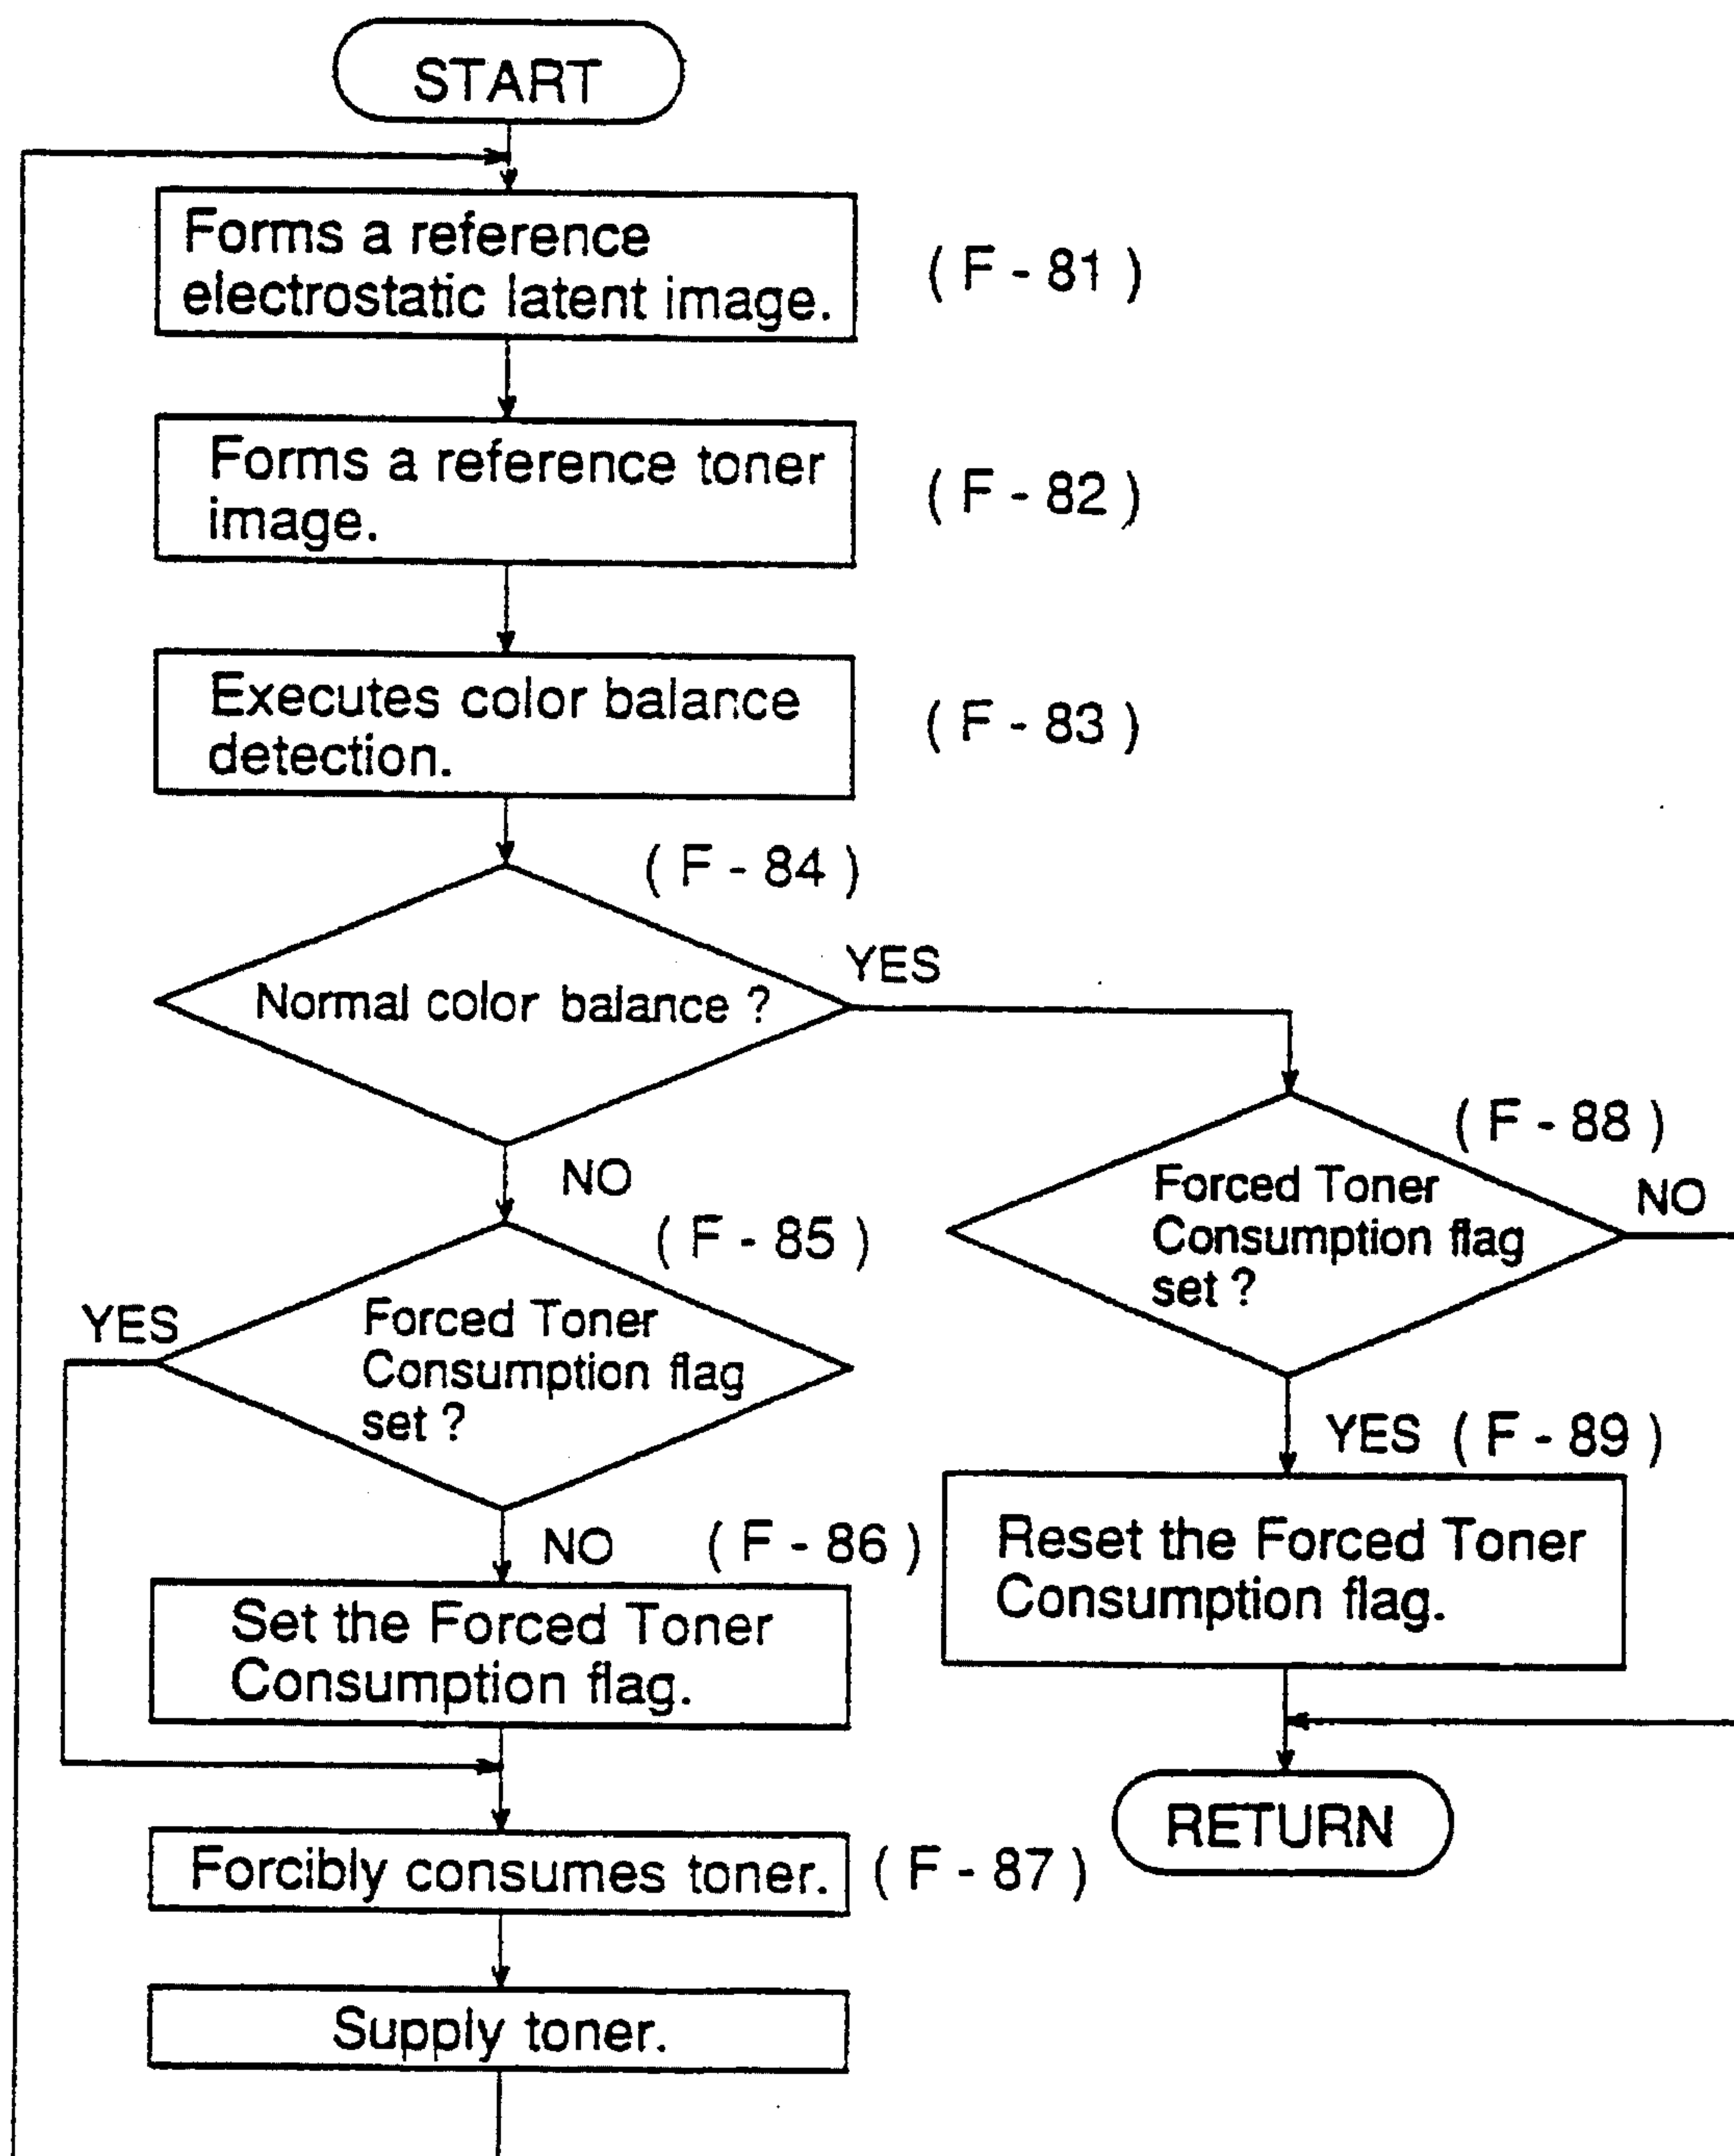 START
Forms a reference
electrostatic latent image.
( F - 81 )
Forms a reference toner
image.
( F - 82 )
Executes color balance
detection.
( F - 83 )
( F - 84 )
Normal color balance ?
YES
NO
( F - 85 )
YES
Forced Toner
Consumption flag
set ?
NO
( F - 86 )
Set the Forced Toner
Consumption flag.
Forcibly consumes toner.
( F - 87 )
Supply toner.
( F - 88 )
Forced Toner
Consumption flag
set ?
NO
YES
( F - 89 )
Reset the Forced Toner
Consumption flag.
RETURN